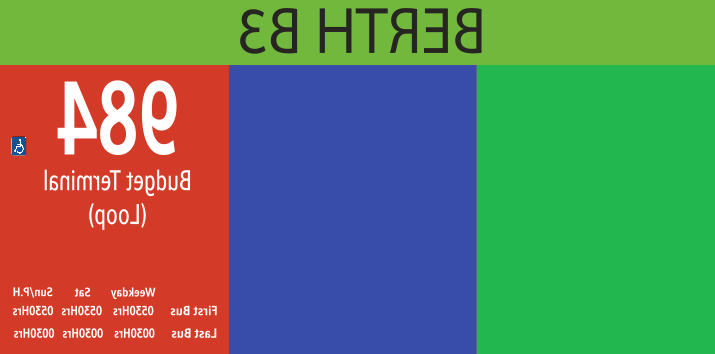 BERTH B3
984
Budget Terminal
(Loop)
Weekday Sat Sun/P.H.
First Bus 0530Hrs 0530Hrs 0530Hrs
Last Bus 0030Hrs 0030Hrs 0030Hrs